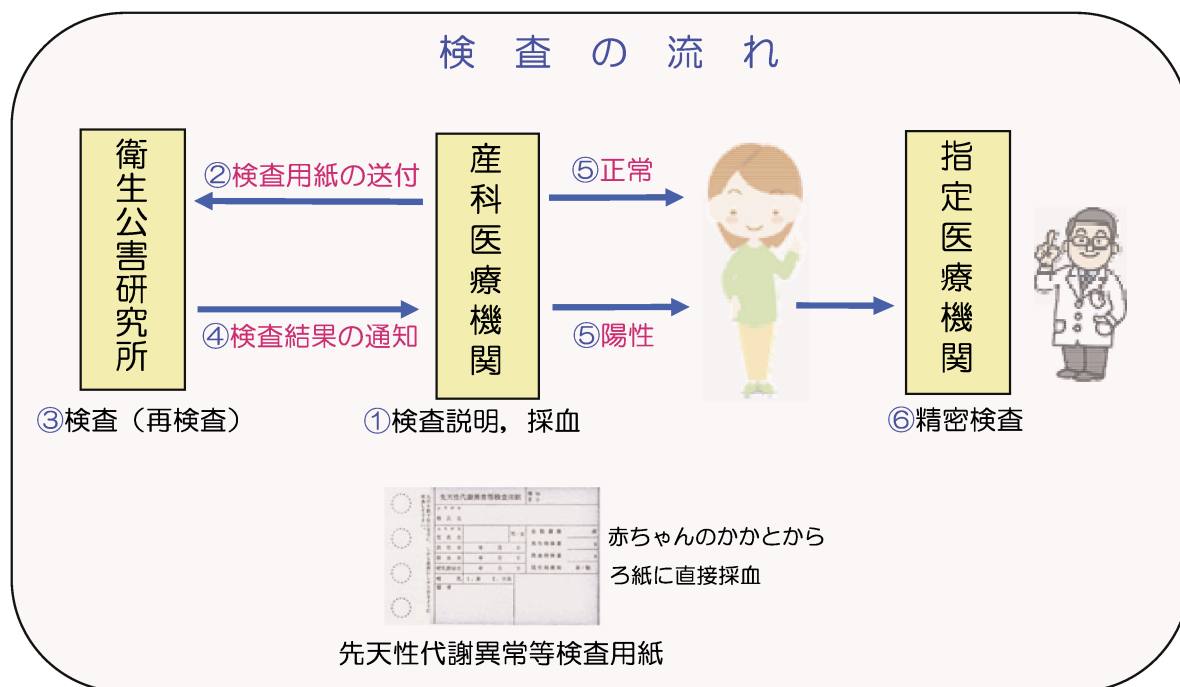 検査の流れ
衛生公害研究所
②検査用紙の送付
④検査結果の通知
③検査（再検査）
産科医療機関
①検査説明，採血
⑤正常
⑤陽性
指定医療機関
⑥精密検査
先天性代謝異常等検査用紙
赤ちゃんのかかとから
ろ紙に直接採血
先天性代謝異常等検査用紙